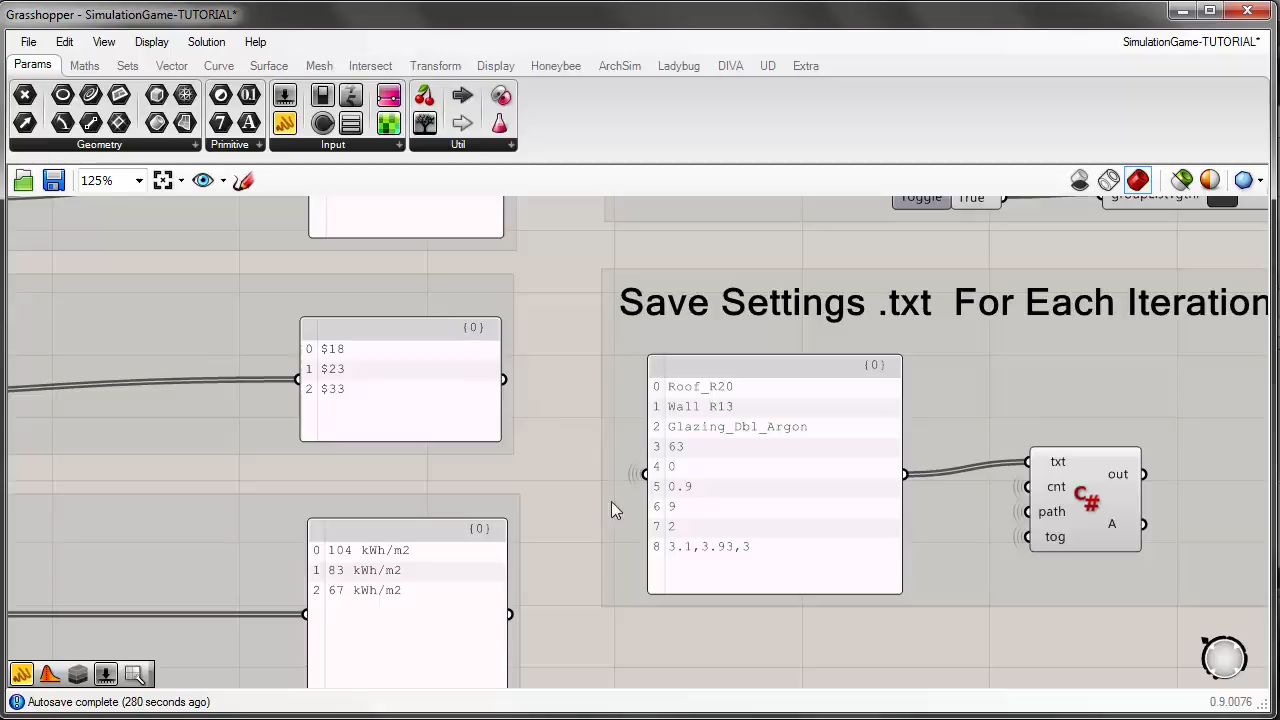 Grasshopper - SimulationGame-TUTORIAL*
File Edit View Display Solution Help
SimulationGame-TUTORIAL*
Params Maths Sets Vector Curve Surface Mesh Intersect Transform Display Honeybee ArchSim Ladybug DIVA UD Extra
Geometry Primitive Input Util
125%
Toggle True
Save Settings .txt For Each Iteration
{0}
0 $18
1 $23
2 $33
{0}
0 Roof_R20
1 Wall R13
2 Glazing_Dbl_Argon
3 63
4 0
5 0.9
6 9
7 2
8 3.1,3.93,3
txt
cnt
path
tog
C#
out
A
{0}
0 104 kWh/m2
1 83 kWh/m2
2 67 kWh/m2
Autosave complete (280 seconds ago)
0.9.0076